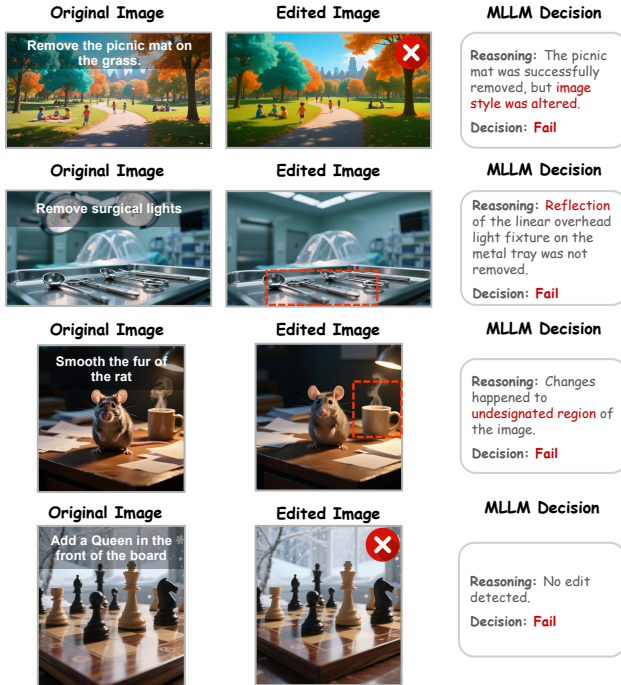 Original Image
Edited Image
MLLM Decision
Remove the picnic mat on
the grass.
Reasoning: The picnic
mat was successfully
removed, but image
style was altered.
Decision: Fail
Original Image
Edited Image
MLLM Decision
Remove surgical lights
Reasoning: Reflection
of the linear overhead
light fixture on the
metal tray was not
removed.
Decision: Fail
Original Image
Edited Image
MLLM Decision
Smooth the fur of
the rat
Reasoning: Changes
happened to
undesignated region of
the image.
Decision: Fail
Original Image
Edited Image
MLLM Decision
Add a Queen in the
front of the board
Reasoning: No edit
detected.
Decision: Fail